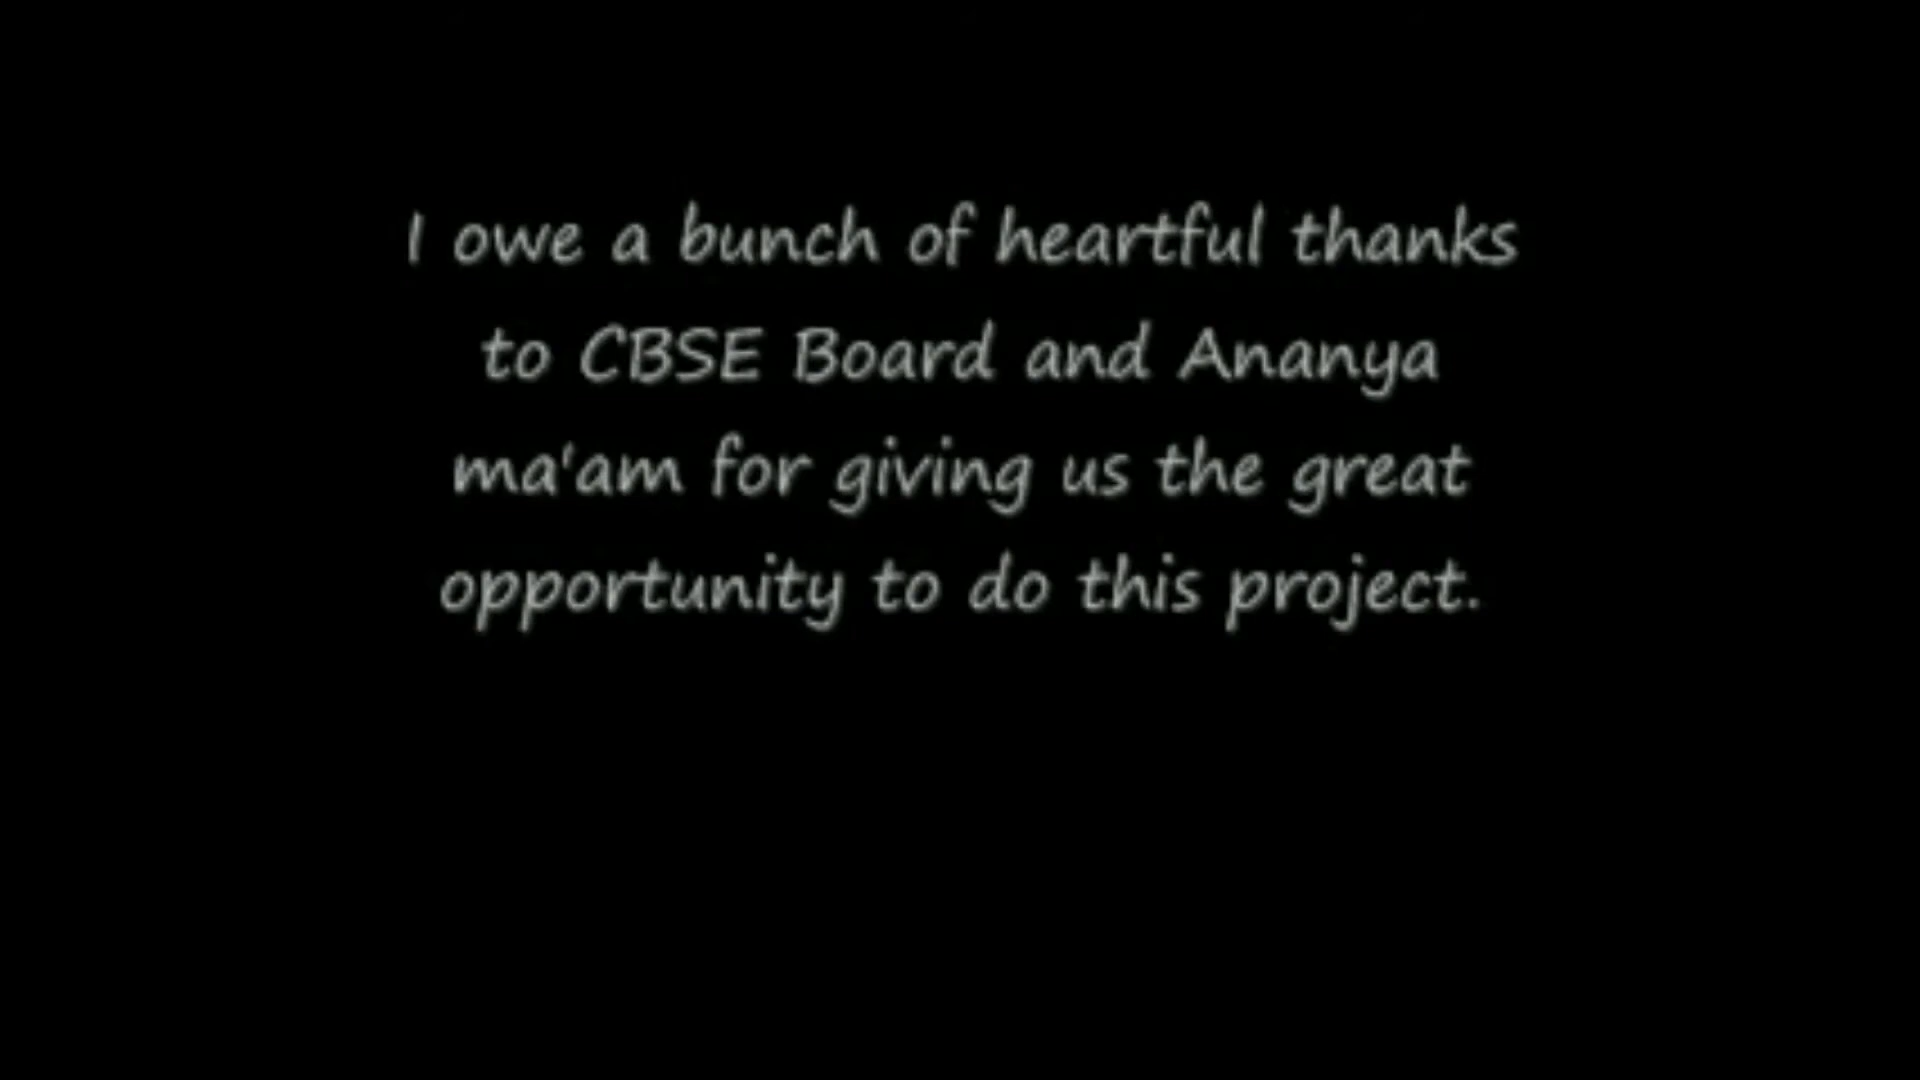 I owe a bunch of heartful thanks
to CBSE Board and Ananya
ma'am for giving us the great
opportunity to do this project.